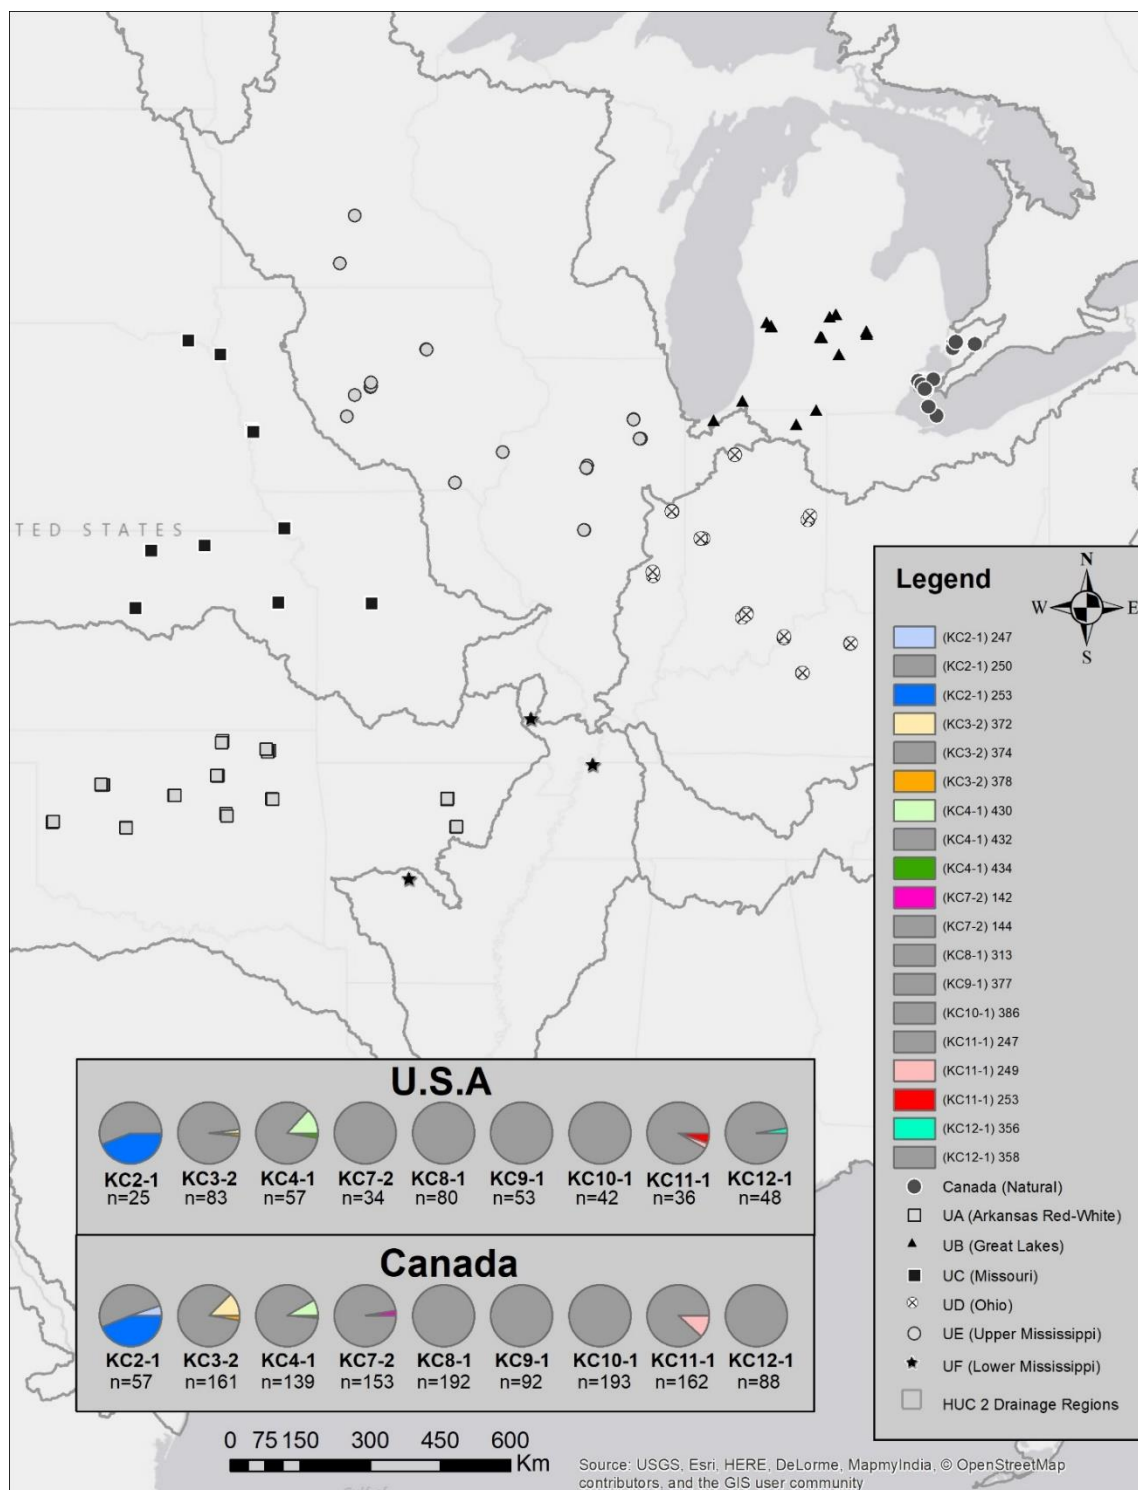 TED STATES
Legend
N
W E
S
(KC2-1) 247
(KC2-1) 250
(KC2-1) 253
(KC3-2) 372
(KC3-2) 374
(KC3-2) 378
(KC4-1) 430
(KC4-1) 432
(KC4-1) 434
(KC7-2) 142
(KC7-2) 144
(KC8-1) 313
(KC9-1) 377
(KC10-1) 386
(KC11-1) 247
(KC11-1) 249
(KC11-1) 253
(KC12-1) 356
(KC12-1) 358
Canada (Natural)
UA (Arkansas Red-White)
UB (Great Lakes)
UC (Missouri)
UD (Ohio)
UE (Upper Mississippi)
UF (Lower Mississippi)
HUC 2 Drainage Regions
U.S.A
KC2-1 KC3-2 KC4-1 KC7-2 KC8-1 KC9-1 KC10-1 KC11-1 KC12-1
n=25 n=83 n=57 n=34 n=80 n=53 n=42 n=36 n=48
Canada
KC2-1 KC3-2 KC4-1 KC7-2 KC8-1 KC9-1 KC10-1 KC11-1 KC12-1
n=57 n=161 n=139 n=153 n=192 n=92 n=193 n=162 n=88
0 75 150 300 450 600
Km
Source: USGS, Esri, HERE, DeLorme, MapmyIndia, © OpenStreetMap
contributors, and the GIS user community